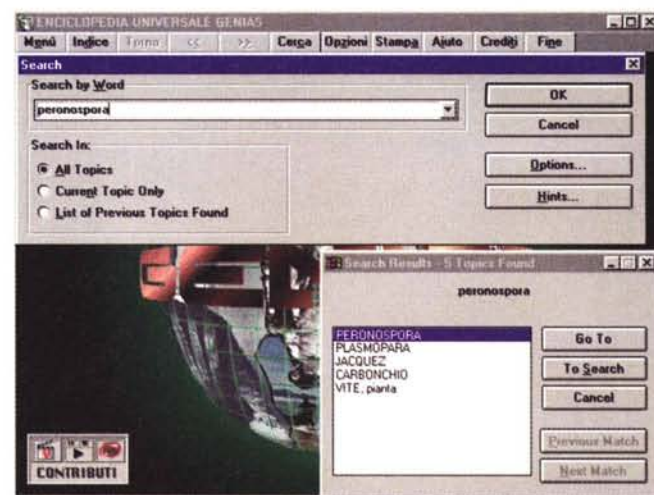 ENCICLOPEDIA UNIVERSALE GENIAS
Menú Indice Torna << >> Cerca Opzioni Stampa Ajuto Crediti Fine
Search
Search by Word
OK
peronospora
Cancel
Search In:
All Topics
Options...
Current Topic Only
Hints...
List of Previous Topics Found
Search Results - 5 Topics Found
peronospora
PERONOSPORA
Go To
PLASMOPARA
JACQUEZ
To Search
CARBONCHIO
VITE, pianta
Cancel
Previous Match
Next Match
CONTRIBUTI